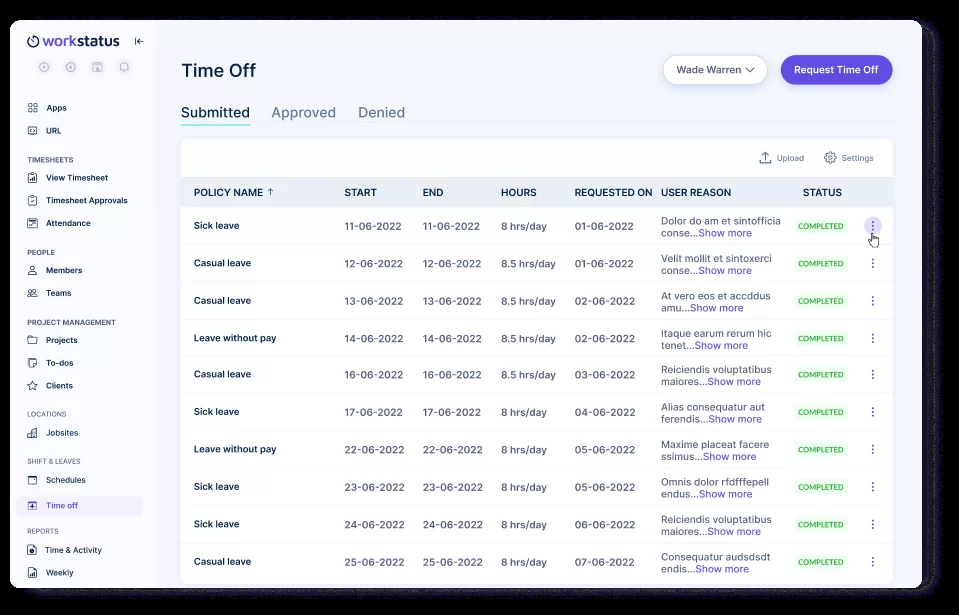 workstatus
Apps
URL
TIMESHEETS
View Timesheet
Timesheet Approvals
Attendance
PEOPLE
Members
Teams
PROJECT MANAGEMENT
Projects
To-dos
Clients
LOCATIONS
Jobsites
SHIFT & LEAVES
Schedules
Time off
REPORTS
Time & Activity
Weekly
Time Off
Wade Warren
Request Time Off
Submitted Approved Denied
Upload Settings
POLICY NAME START END HOURS REQUESTED ON USER REASON STATUS
Sick leave 11-06-2022 11-06-2022 8 hrs/day 01-06-2022 Dolor do am et sintofficia COMPLETED
conse...Show more
Casual leave 12-06-2022 12-06-2022 8.5 hrs/day 01-06-2022 Velit mollit et sintoxerci COMPLETED
conse...Show more
Casual leave 13-06-2022 13-06-2022 8.5 hrs/day 02-06-2022 At vero eos et accddus COMPLETED
amu...Show more
Leave without pay 14-06-2022 14-06-2022 8.5 hrs/day 02-06-2022 Itaque earum rerum hic COMPLETED
tenet...Show more
Casual leave 16-06-2022 16-06-2022 8.5 hrs/day 03-06-2022 Reiciendis voluptatibus COMPLETED
maiores...Show more
Sick leave 17-06-2022 17-06-2022 8 hrs/day 04-06-2022 Alias consequatur aut COMPLETED
ferendis...Show more
Leave without pay 22-06-2022 22-06-2022 8 hrs/day 05-06-2022 Maxime placeat facere COMPLETED
ssimus...Show more
Sick leave 23-06-2022 23-06-2022 8 hrs/day 05-06-2022 Omnis dolor rfdfffepell COMPLETED
endus...Show more
Sick leave 24-06-2022 24-06-2022 8 hrs/day 06-06-2022 Reiciendis voluptatibus COMPLETED
maiores...Show more
Casual leave 25-06-2022 25-06-2022 8 hrs/day 07-06-2022 Consequatur audsdsdt COMPLETED
endis...Show more